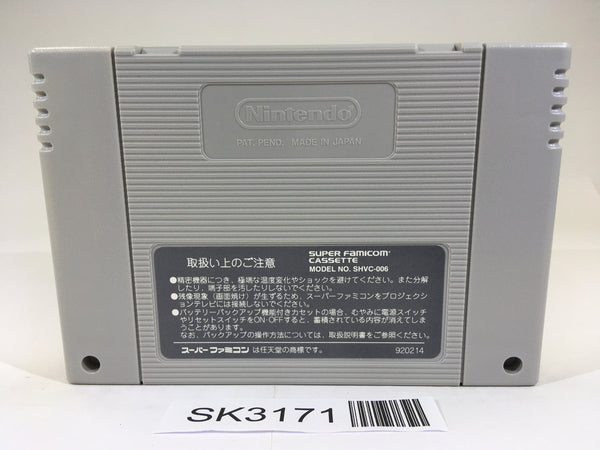 Nintendo
PAT. PEND. MADE IN JAPAN
取扱い上のご注意
SUPER FAMICOM
CASSETTE
MODEL NO. SHVC-006
●精密機器につき、極端な温度変化やショックを避けてください。また分解
したり、端子部を汚したりしないでください。
●残像現象(画面焼け)が生ずるため、スーパーファミコンをプロジェクシ
ョンテレビには接続しないでください。
●バッテリーバックアップ機能付きカセットの場合、むやみに電源スイッチ
やリセットスイッチをON・OFFすると、蓄積されている内容が消えてしま
うことがあります。
なお、バックアップの操作方法については、取扱説明書をご参照ください。
スーパーファミコン は任天堂の商標です。
920214
SK3171